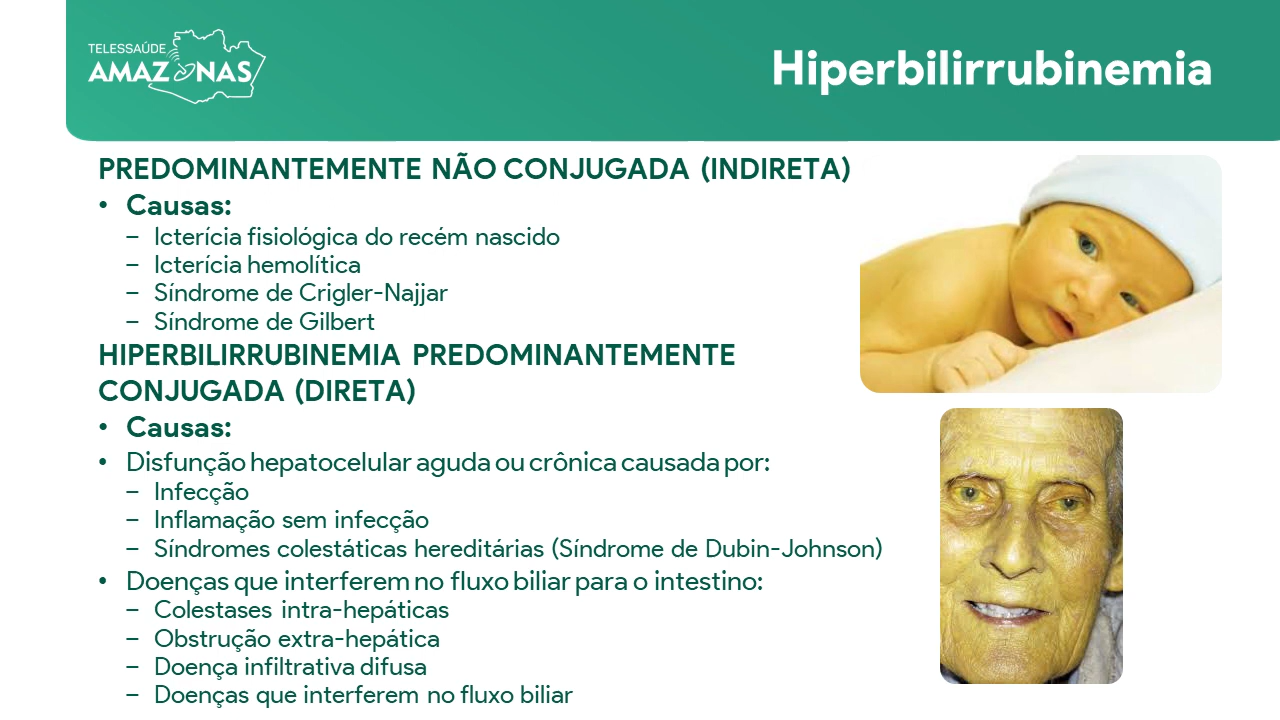 TELESSAÚDE
AMAZONAS
Hiperbilirrubinemia
PREDOMINANTEMENTE NÃO CONJUGADA (INDIRETA)
• Causas:
– Icterícia fisiológica do recém nascido
– Icterícia hemolítica
– Síndrome de Crigler-Najjar
– Síndrome de Gilbert
HIPERBILIRRUBINEMIA PREDOMINANTEMENTE
CONJUGADA (DIRETA)
• Causas:
• Disfunção hepatocelular aguda ou crônica causada por:
– Infecção
– Inflamação sem infecção
– Síndromes colestáticas hereditárias (Síndrome de Dubin-Johnson)
• Doenças que interferem no fluxo biliar para o intestino:
– Colestases intra-hepáticas
– Obstrução extra-hepática
– Doença infiltrativa difusa
– Doenças que interferem no fluxo biliar